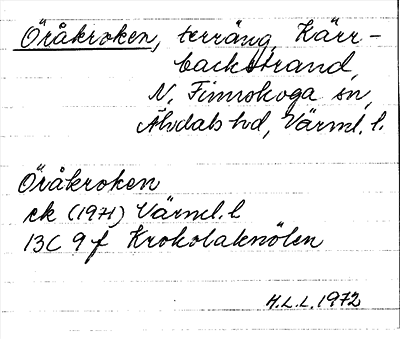 Öråkroken, terräng, Kärr-
backstrand,
N. Finnskoga sn,
Älvdals hd, Värml. l.
Öråkroken
ek (1971) Värml. l
13C 9f Krokolaknölen
H.L.L. 1972